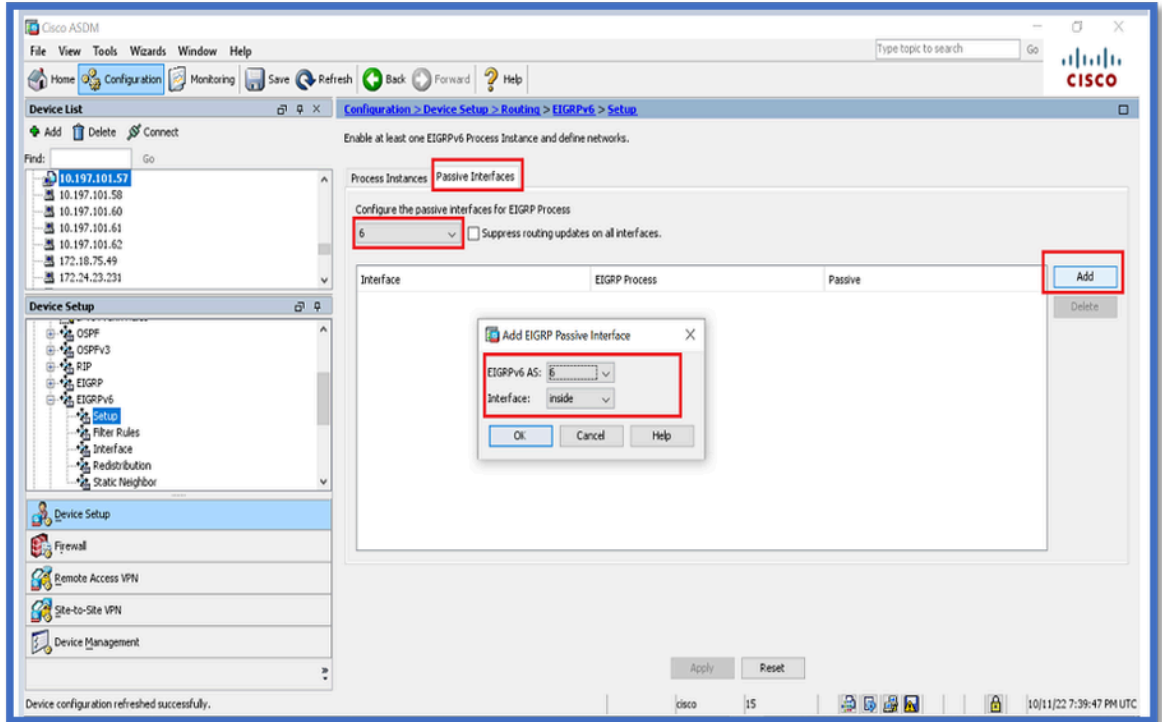 Cisco ASDM
File View Tools Wizards Window Help
Type topic to search
Go
Home Configuration Monitoring Save Refresh Back Forward Help
CISCO
Device List
Add Delete Connect
Find:
Go
10.197.101.57
10.197.101.58
10.197.101.60
10.197.101.61
10.197.101.62
172.18.75.49
172.24.23.231
Device Setup
OSPF
OSPFv3
RIP
EIGRP
EIGRPv6
Setup
Filter Rules
Interface
Redistribution
Static Neighbor
Device Setup
Firewall
Remote Access VPN
Site-to-Site VPN
Device Management
Configuration > Device Setup > Routing > EIGRPv6 > Setup
Enable at least one EIGRPv6 Process Instance and define networks.
Process Instances Passive Interfaces
Configure the passive interfaces for EIGRP Process
6
Suppress routing updates on all interfaces.
Interface EIGRP Process Passive
Add
Delete
Add EIGRP Passive Interface
EIGRPv6 AS: 6
Interface: inside
OK Cancel Help
Apply Reset
Device configuration refreshed successfully.
cisco 15 10/11/22 7:39:47 PM UTC